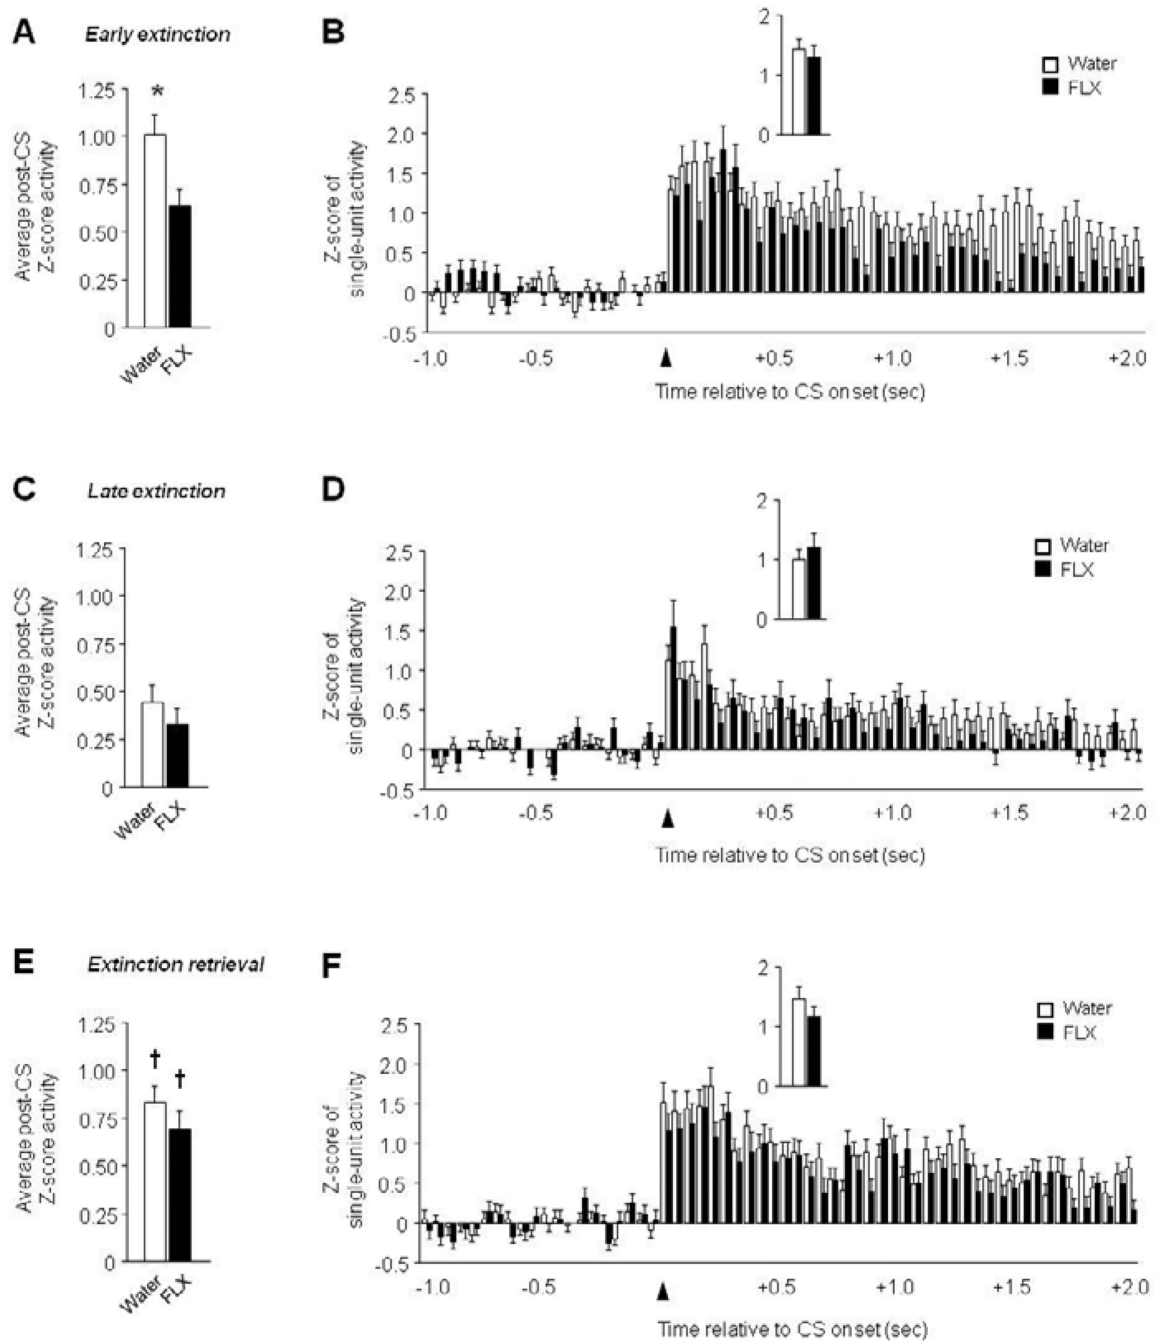 A
Early extinction
Average post-CS
Z-score activity
1.25
1.00
0.75
0.50
0.25
0
*
Water
FLX
B
Z-score of
single-unit activity
2.5
2.0
1.5
1.0
0.5
0
-0.5
2
1
0
Water
FLX
-1.0 -0.5 +0.5 +1.0 +1.5 +2.0
Time relative to CS onset (sec)
C
Late extinction
Average post-CS
Z-score activity
1.25
1.00
0.75
0.50
0.25
0
Water
FLX
D
Z-score of
single-unit activity
2.5
2.0
1.5
1.0
0.5
0
-0.5
2
1
0
Water
FLX
-1.0 -0.5 +0.5 +1.0 +1.5 +2.0
Time relative to CS onset (sec)
E
Extinction retrieval
Average post-CS
Z-score activity
1.25
1.00
0.75
0.50
0.25
0
† †
Water
FLX
F
Z-score of
single-unit activity
2.5
2.0
1.5
1.0
0.5
0
-0.5
2
1
0
Water
FLX
-1.0 -0.5 +0.5 +1.0 +1.5 +2.0
Time relative to CS onset (sec)